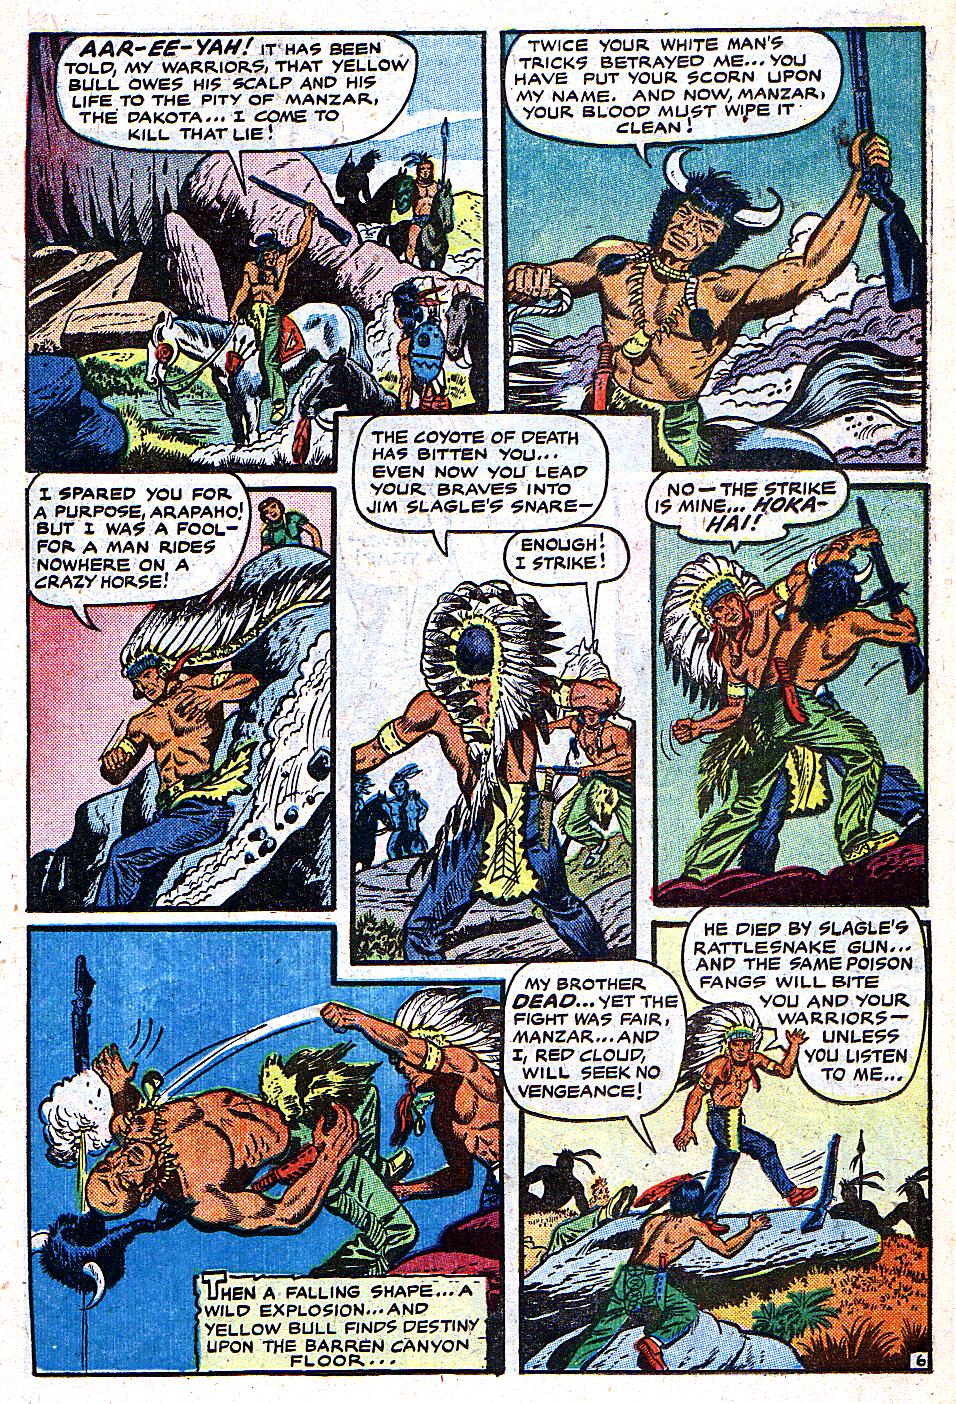 AAR-EE-YAH! IT HAS BEEN
TOLD, MY WARRIORS, THAT YELLOW
BULL OWES HIS SCALP AND HIS
LIFE TO THE PITY OF MANZAR,
THE DAKOTA... I COME TO
KILL THAT LIE!
TWICE YOUR WHITE MAN'S
TRICKS BETRAYED ME... YOU
HAVE PUT YOUR SCORN UPON
MY NAME. AND NOW, MANZAR,
YOUR BLOOD MUST WIPE IT
CLEAN!
I SPARED YOU FOR
A PURPOSE, ARAPAHO!
BUT I WAS A FOOL—
FOR A MAN RIDES
NOWHERE ON A
CRAZY HORSE!
THE COYOTE OF DEATH
HAS BITTEN YOU...
EVEN NOW YOU LEAD
YOUR BRAVES INTO
JIM SLAGLE'S SNARE—
ENOUGH!
I STRIKE!
NO— THE STRIKE
IS MINE... HOKA-
HAI!
THEN A FALLING SHAPE... A
WILD EXPLOSION... AND
YELLOW BULL FINDS DESTINY
UPON THE BARREN CANYON
FLOOR...
MY BROTHER
DEAD... YET THE
FIGHT WAS FAIR,
MANZAR... AND
I, RED CLOUD,
WILL SEEK NO
VENGEANCE!
HE DIED BY SLAGLE'S
RATTLESNAKE GUN...
AND THE SAME POISON
FANGS WILL BITE
YOU AND YOUR
WARRIORS—
UNLESS
YOU LISTEN
TO ME...
6